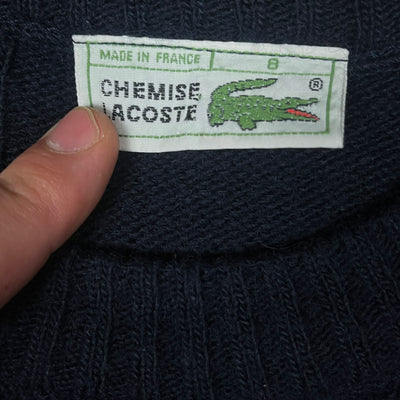 MADE IN FRANCE 8
CHEMISE
LACOSTE
®